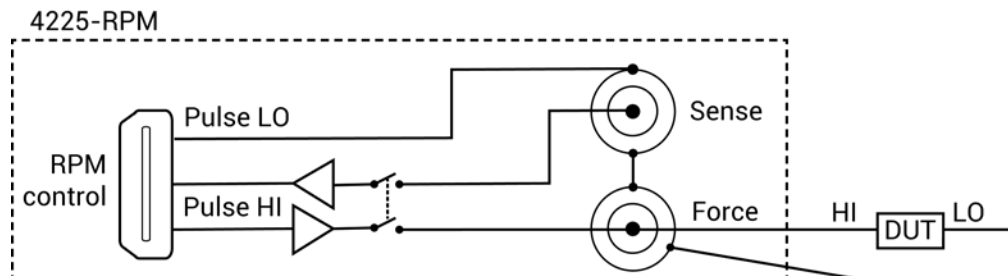 4225-RPM
Pulse LO
Sense
RPM
control
Pulse HI
Force
HI
LO
DUT